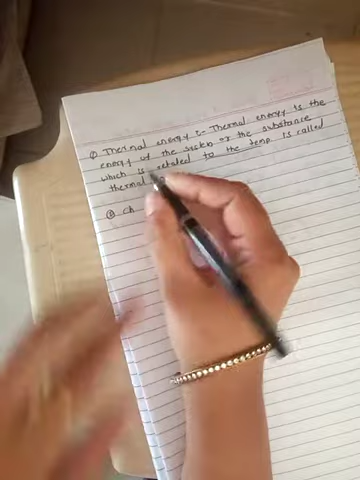 ① Thermal energy :- Thermal energy is the
energy of the system or the substance
which is related to the temp is called
thermal
② Ch